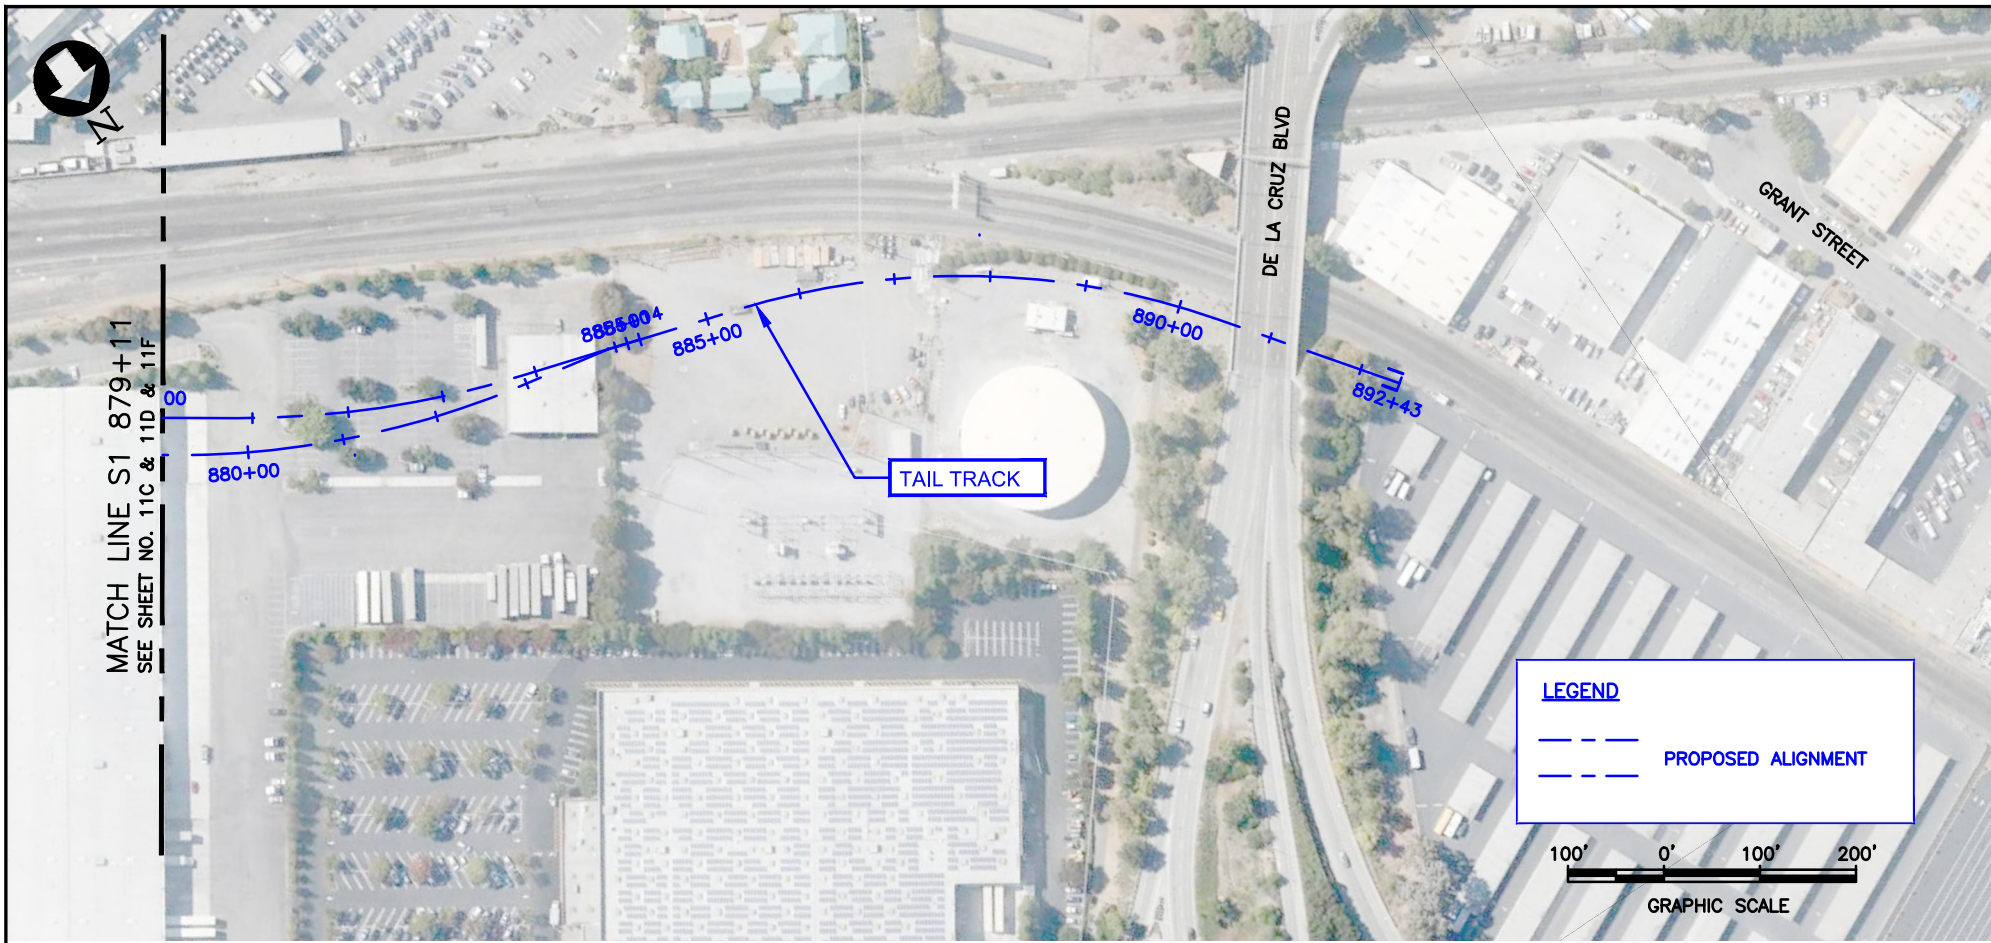 N
MATCH LINE S1 879+11
SEE SHEET NO. 11C & 11D & 11F
00
880+00
885+00
TAIL TRACK
890+00
892+43
DE LA CRUZ BLVD
GRANT STREET
LEGEND
PROPOSED ALIGNMENT
100' 0' 100' 200'
GRAPHIC SCALE